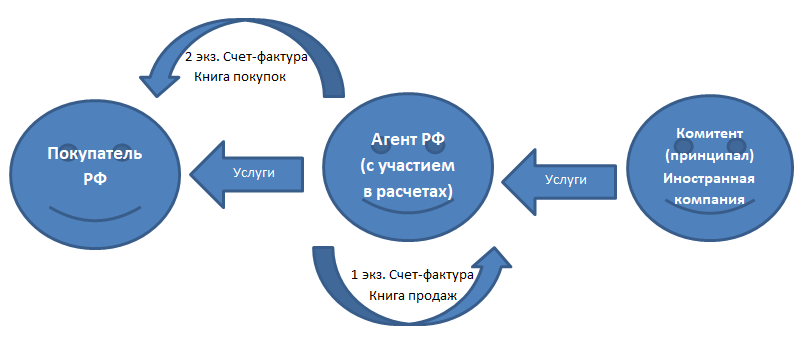 2 экз. Счет-фактура
Книга покупок
Покупатель
РФ
Услуги
Агент РФ
(с участием
в расчетах)
Услуги
Комитент
(принципал)
Иностранная
компания
1 экз. Счет-фактура
Книга продаж